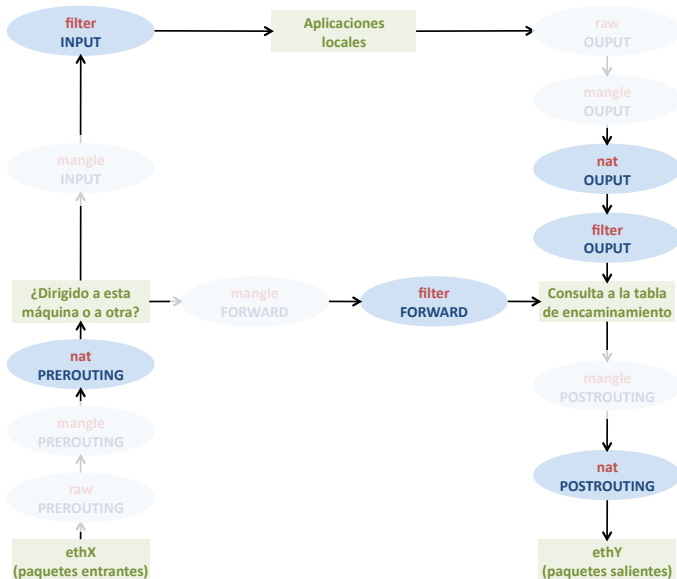 filter
INPUT
Aplicaciones
locales
raw
OUPUT
mangle
OUPUT
mangle
INPUT
nat
OUPUT
filter
OUPUT
¿Dirigido a esta
máquina o a otra?
mangle
FORWARD
filter
FORWARD
Consulta a la tabla
de encaminamiento
nat
PREROUTING
mangle
POSTROUTING
mangle
PREROUTING
nat
POSTROUTING
raw
PREROUTING
ethX
(paquetes entrantes)
ethY
(paquetes salientes)